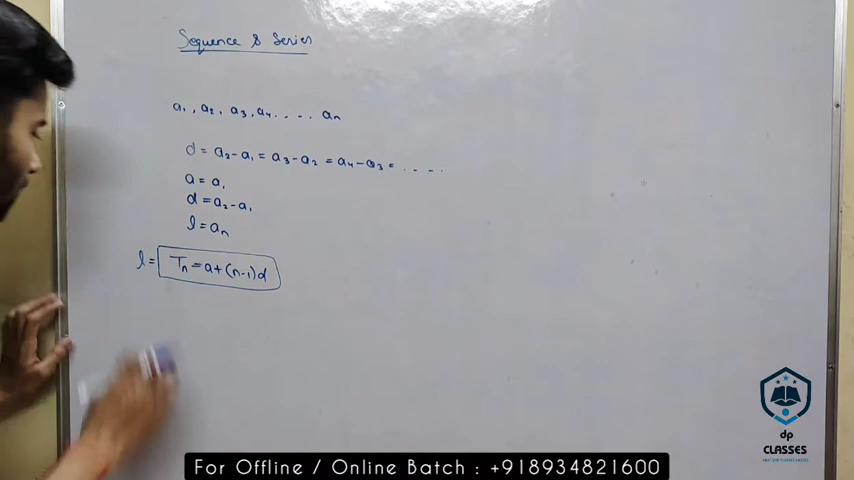 Sequence & Series
a₁, a₂, a₃, a₄ . . . . aₙ
d = a₂-a₁ = a₃-a₂ = a₄-a₃ = . . . . .
a = a₁
d = a₂-a₁
l = aₙ
l = Tₙ = a+(n-1)d
dp
CLASSES
For Offline / Online Batch : +918934821600